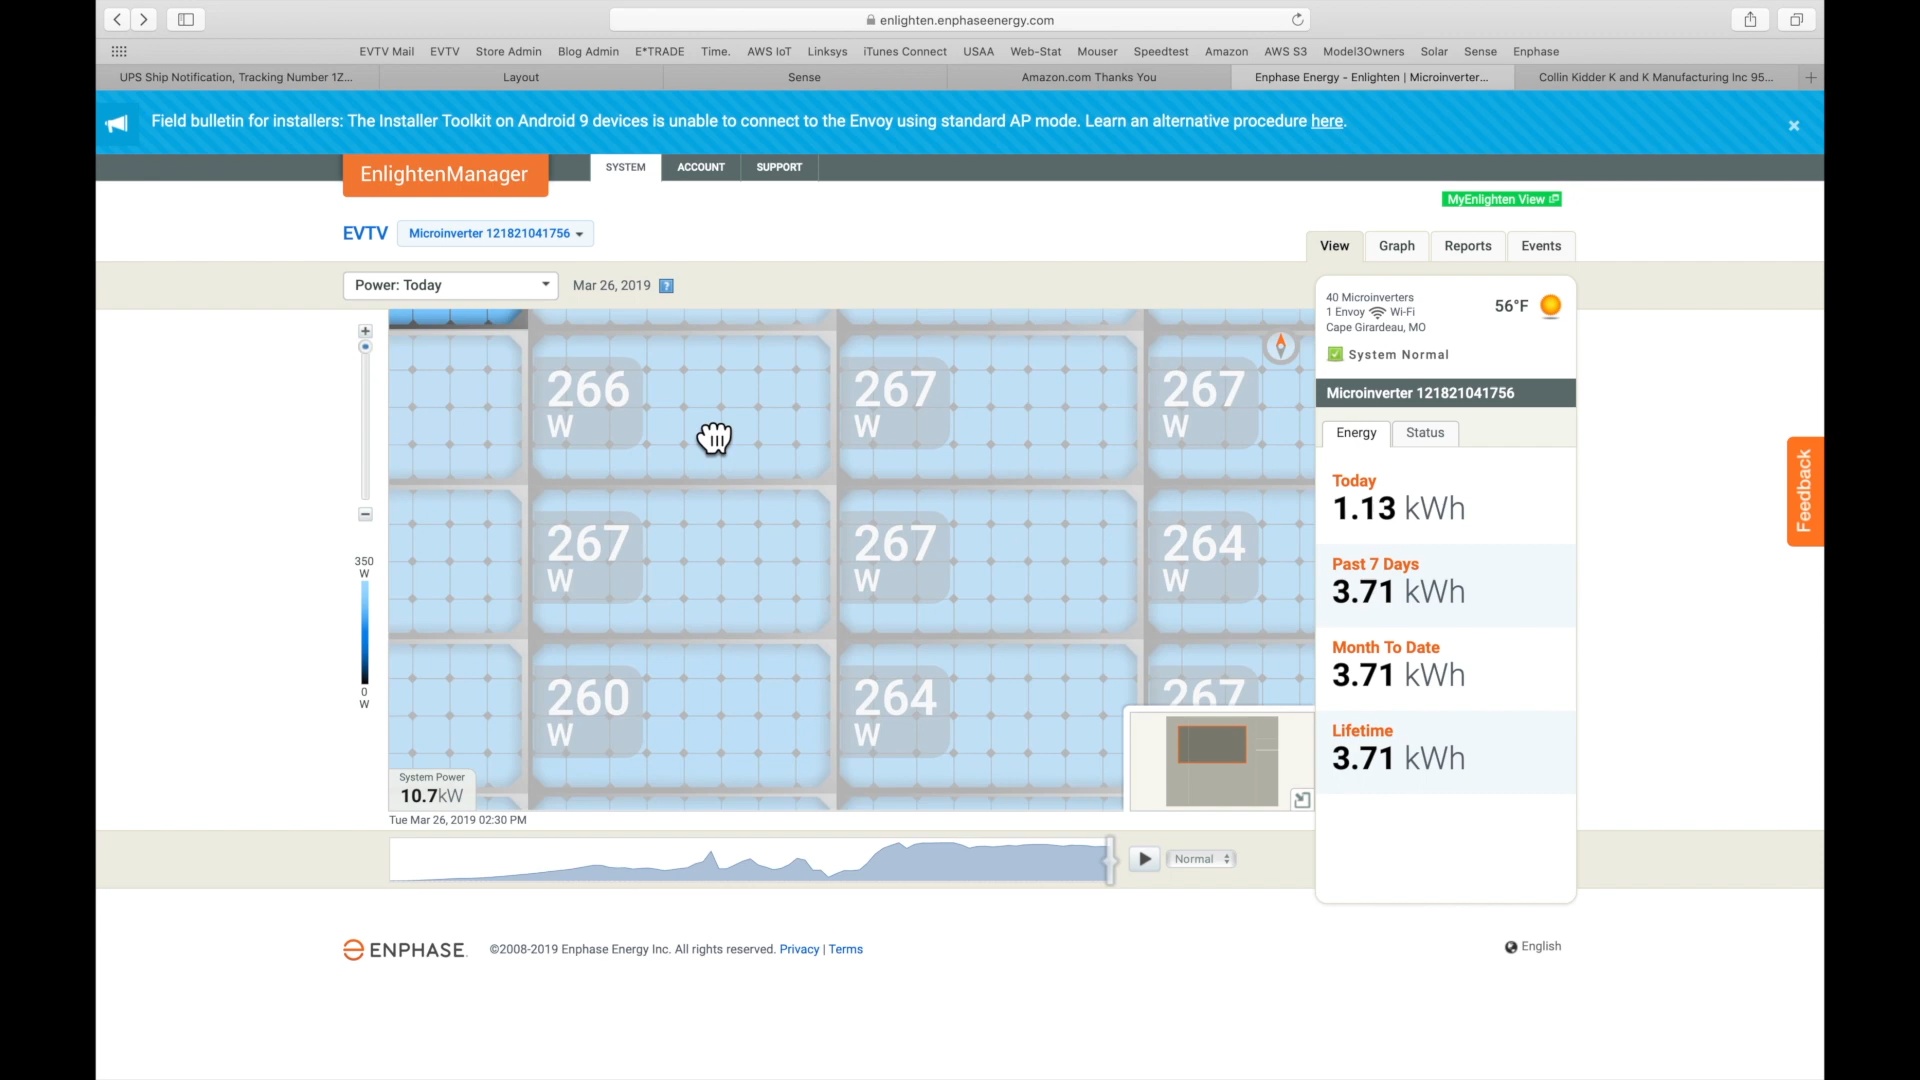 enlighten.enphaseenergy.com
EVTV Mail EVTV Store Admin Blog Admin E*TRADE Time. AWS IoT Linksys iTunes Connect USAA Web-Stat Mouser Speedtest Amazon AWS S3 Model3Owners Solar Sense Enphase
UPS Ship Notification, Tracking Number 1Z... Layout Sense Amazon.com Thanks You Enphase Energy - Enlighten | Microinverter... Collin Kidder K and K Manufacturing Inc 95...
Field bulletin for installers: The Installer Toolkit on Android 9 devices is unable to connect to the Envoy using standard AP mode. Learn an alternative procedure here.
EnlightenManager SYSTEM ACCOUNT SUPPORT
MyEnlighten View
EVTV Microinverter 121821041756
View Graph Reports Events
Power: Today Mar 26, 2019 ?
40 Microinverters
1 Envoy Wi-Fi
Cape Girardeau, MO
56°F
System Normal
Microinverter 121821041756
Energy Status
Today
1.13 kWh
Past 7 Days
3.71 kWh
Month To Date
3.71 kWh
Lifetime
3.71 kWh
266 W
267 W
267 W
267 W
267 W
264 W
260 W
264 W
267
350
W
0
W
System Power
10.7kW
Tue Mar 26, 2019 02:30 PM
Normal
Feedback
ENPHASE.
©2008-2019 Enphase Energy Inc. All rights reserved. Privacy | Terms
English